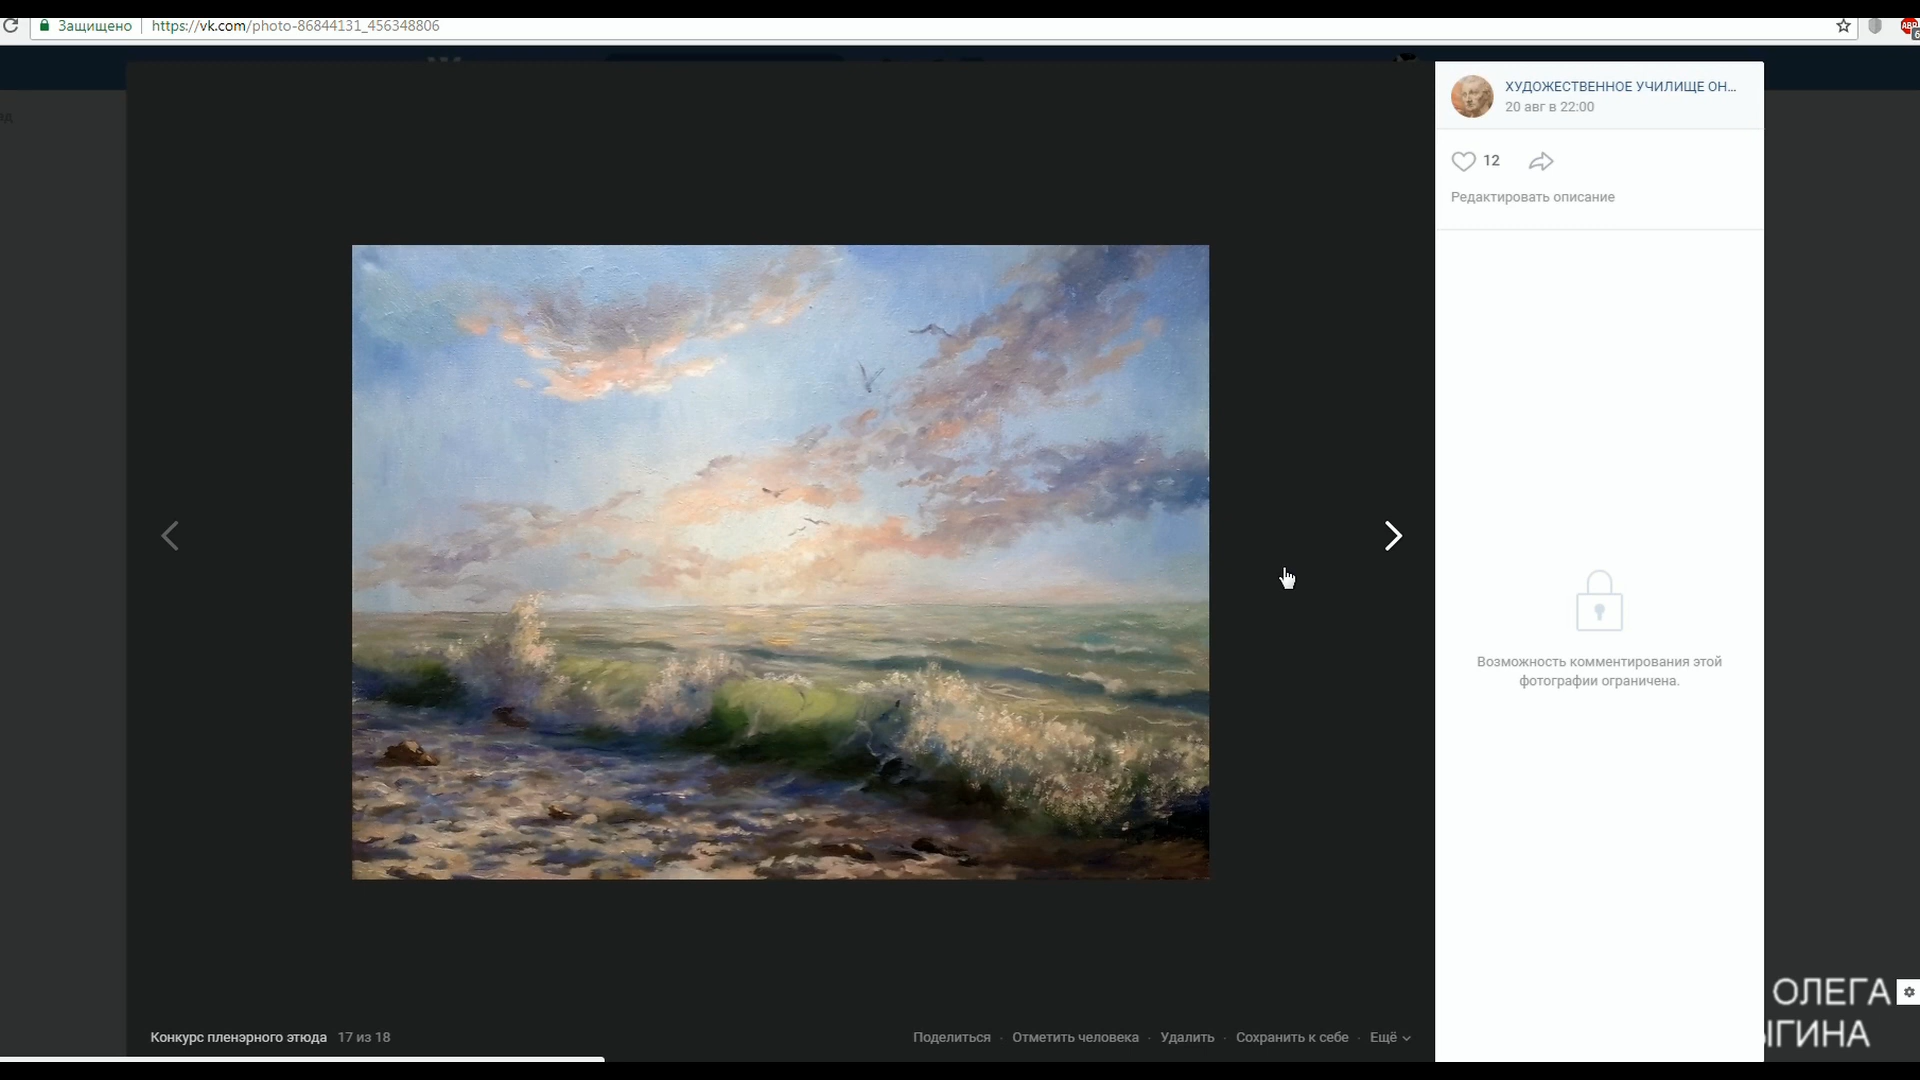 Защищено https://vk.com/photo-86844131_456348806
ХУДОЖЕСТВЕННОЕ УЧИЛИЩЕ ОН...
20 авг в 22:00
12
Редактировать описание
Возможность комментирования этой
фотографии ограничена.
ОЛЕГА
ЫГИНА
Конкурс пленэрного этюда 17 из 18
Поделиться · Отметить человека · Удалить · Сохранить к себе · Ещё